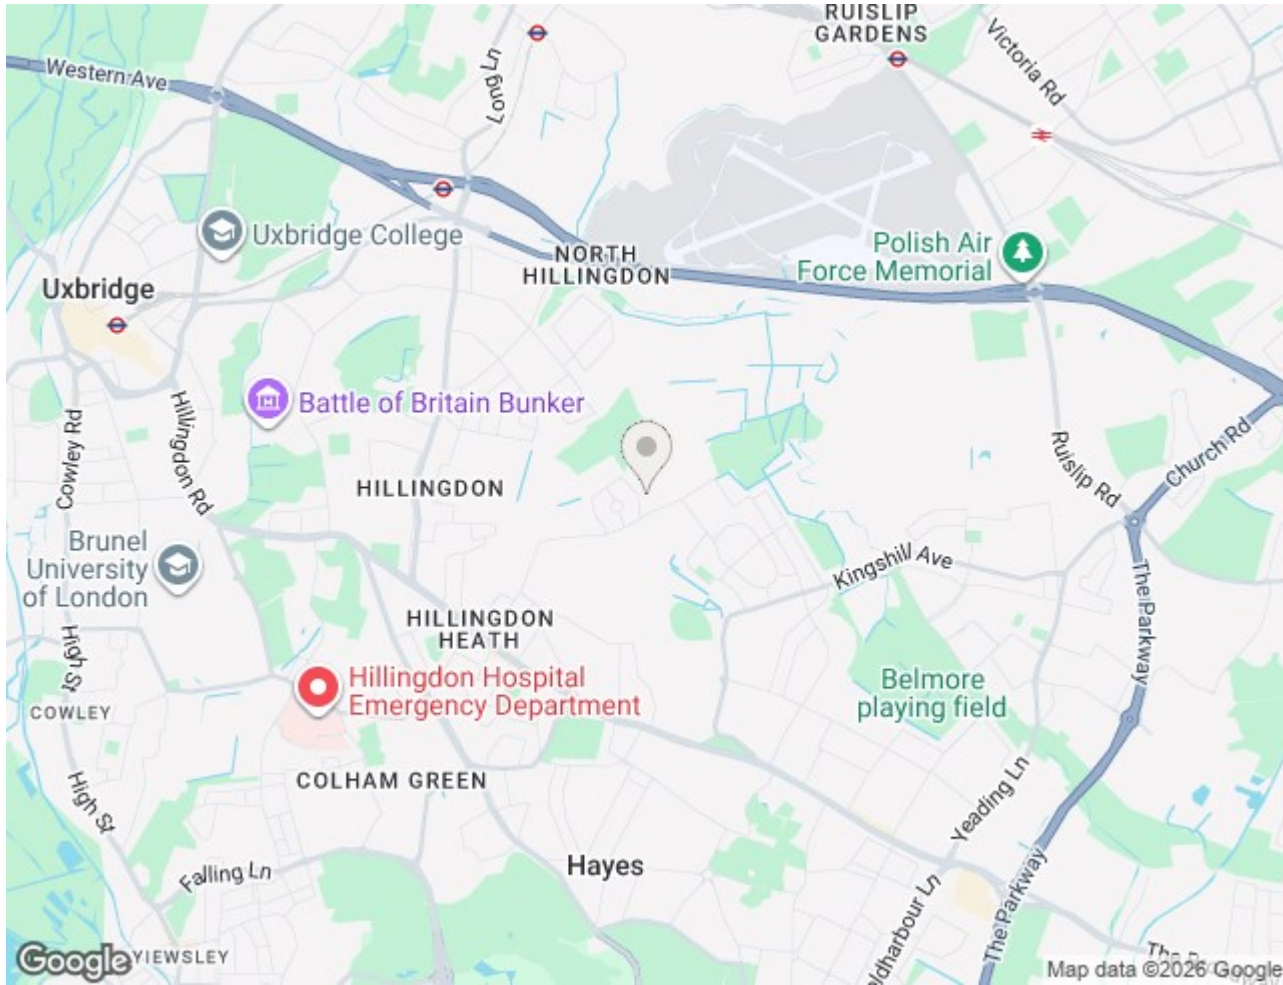 RUISLIP
GARDENS
Victoria Rd
Long Ln
Western Ave
Uxbridge College
NORTH
HILLINGDON
Polish Air
Force Memorial
Uxbridge
Battle of Britain Bunker
Hillingdon Rd
Cowley Rd
HILLINGDON
Ruislip Rd
Church Rd
Brunel
University
of London
Kingshill Ave
The Parkway
HILLINGDON
HEATH
High St
Hillingdon Hospital
Emergency Department
Belmore
playing field
COWLEY
COLHAM GREEN
High St
Yeading Ln
Hayes
Falling Ln
The Parkway
ldharbour Ln
YIEWSLEY
The
Google
Map data ©2026 Google